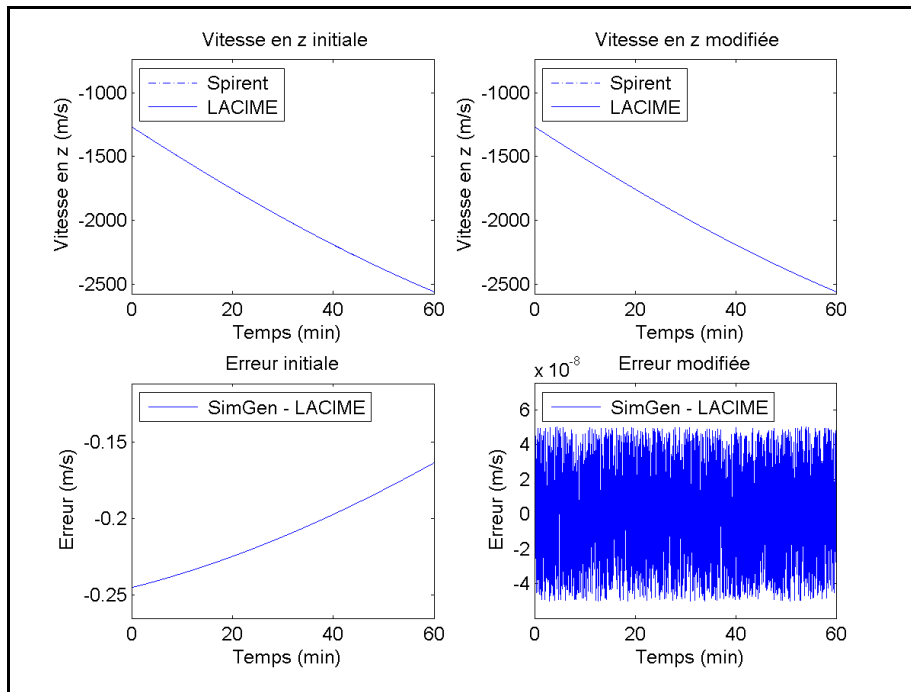 Vitesse en z initiale
Spirent
LACIME
-1000
-1500
-2000
-2500
Vitesse en z (m/s)
0 20 40 60
Temps (min)
Vitesse en z modifiée
Spirent
LACIME
-1000
-1500
-2000
-2500
Vitesse en z (m/s)
0 20 40 60
Temps (min)
Erreur initiale
SimGen - LACIME
-0.15
-0.2
-0.25
Erreur (m/s)
0 20 40 60
Temps (min)
Erreur modifiée
x 10^-8
SimGen - LACIME
6
4
2
0
-2
-4
Erreur (m/s)
0 20 40 60
Temps (min)